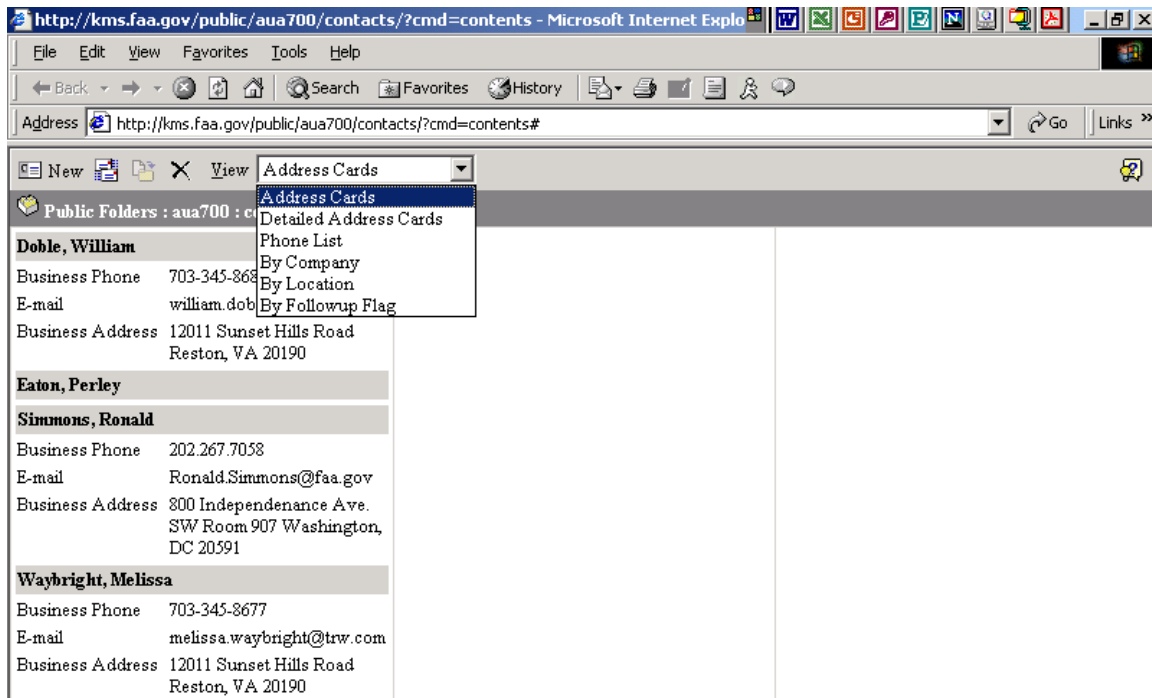 http://kms.faa.gov/public/aua700/contacts/?cmd=contents - Microsoft Internet Explo
File Edit View Favorites Tools Help
Back Search Favorites History
Address http://kms.faa.gov/public/aua700/contacts/?cmd=contents# Go Links »
New View Address Cards
Address Cards
Detailed Address Cards
Phone List
By Company
By Location
By Followup Flag
Public Folders : aua700 :
Doble, William
Business Phone 703-345-868
E-mail william.dob
Business Address 12011 Sunset Hills Road
Reston, VA 20190
Eaton, Perley
Simmons, Ronald
Business Phone 202.267.7058
E-mail Ronald.Simmons@faa.gov
Business Address 800 Independenance Ave.
SW Room 907 Washington,
DC 20591
Waybright, Melissa
Business Phone 703-345-8677
E-mail melissa.waybright@trw.com
Business Address 12011 Sunset Hills Road
Reston, VA 20190